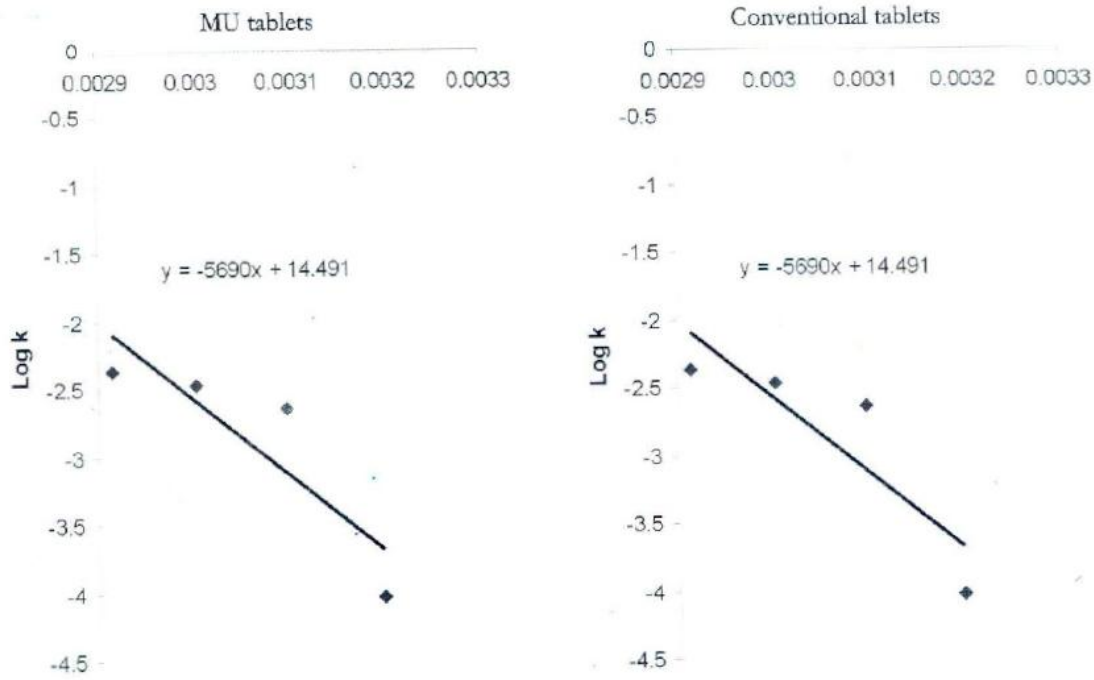 MU tablets
0
0.0029 0.003 0.0031 0.0032 0.0033
-0.5
-1
-1.5
y = -5690x + 14.491
-2
Log k
-2.5
-3
-3.5
-4
-4.5
Conventional tablets
0
0.0029 0.003 0.0031 0.0032 0.0033
-0.5
-1
-1.5
y = -5690x + 14.491
-2
Log k
-2.5
-3
-3.5
-4
-4.5